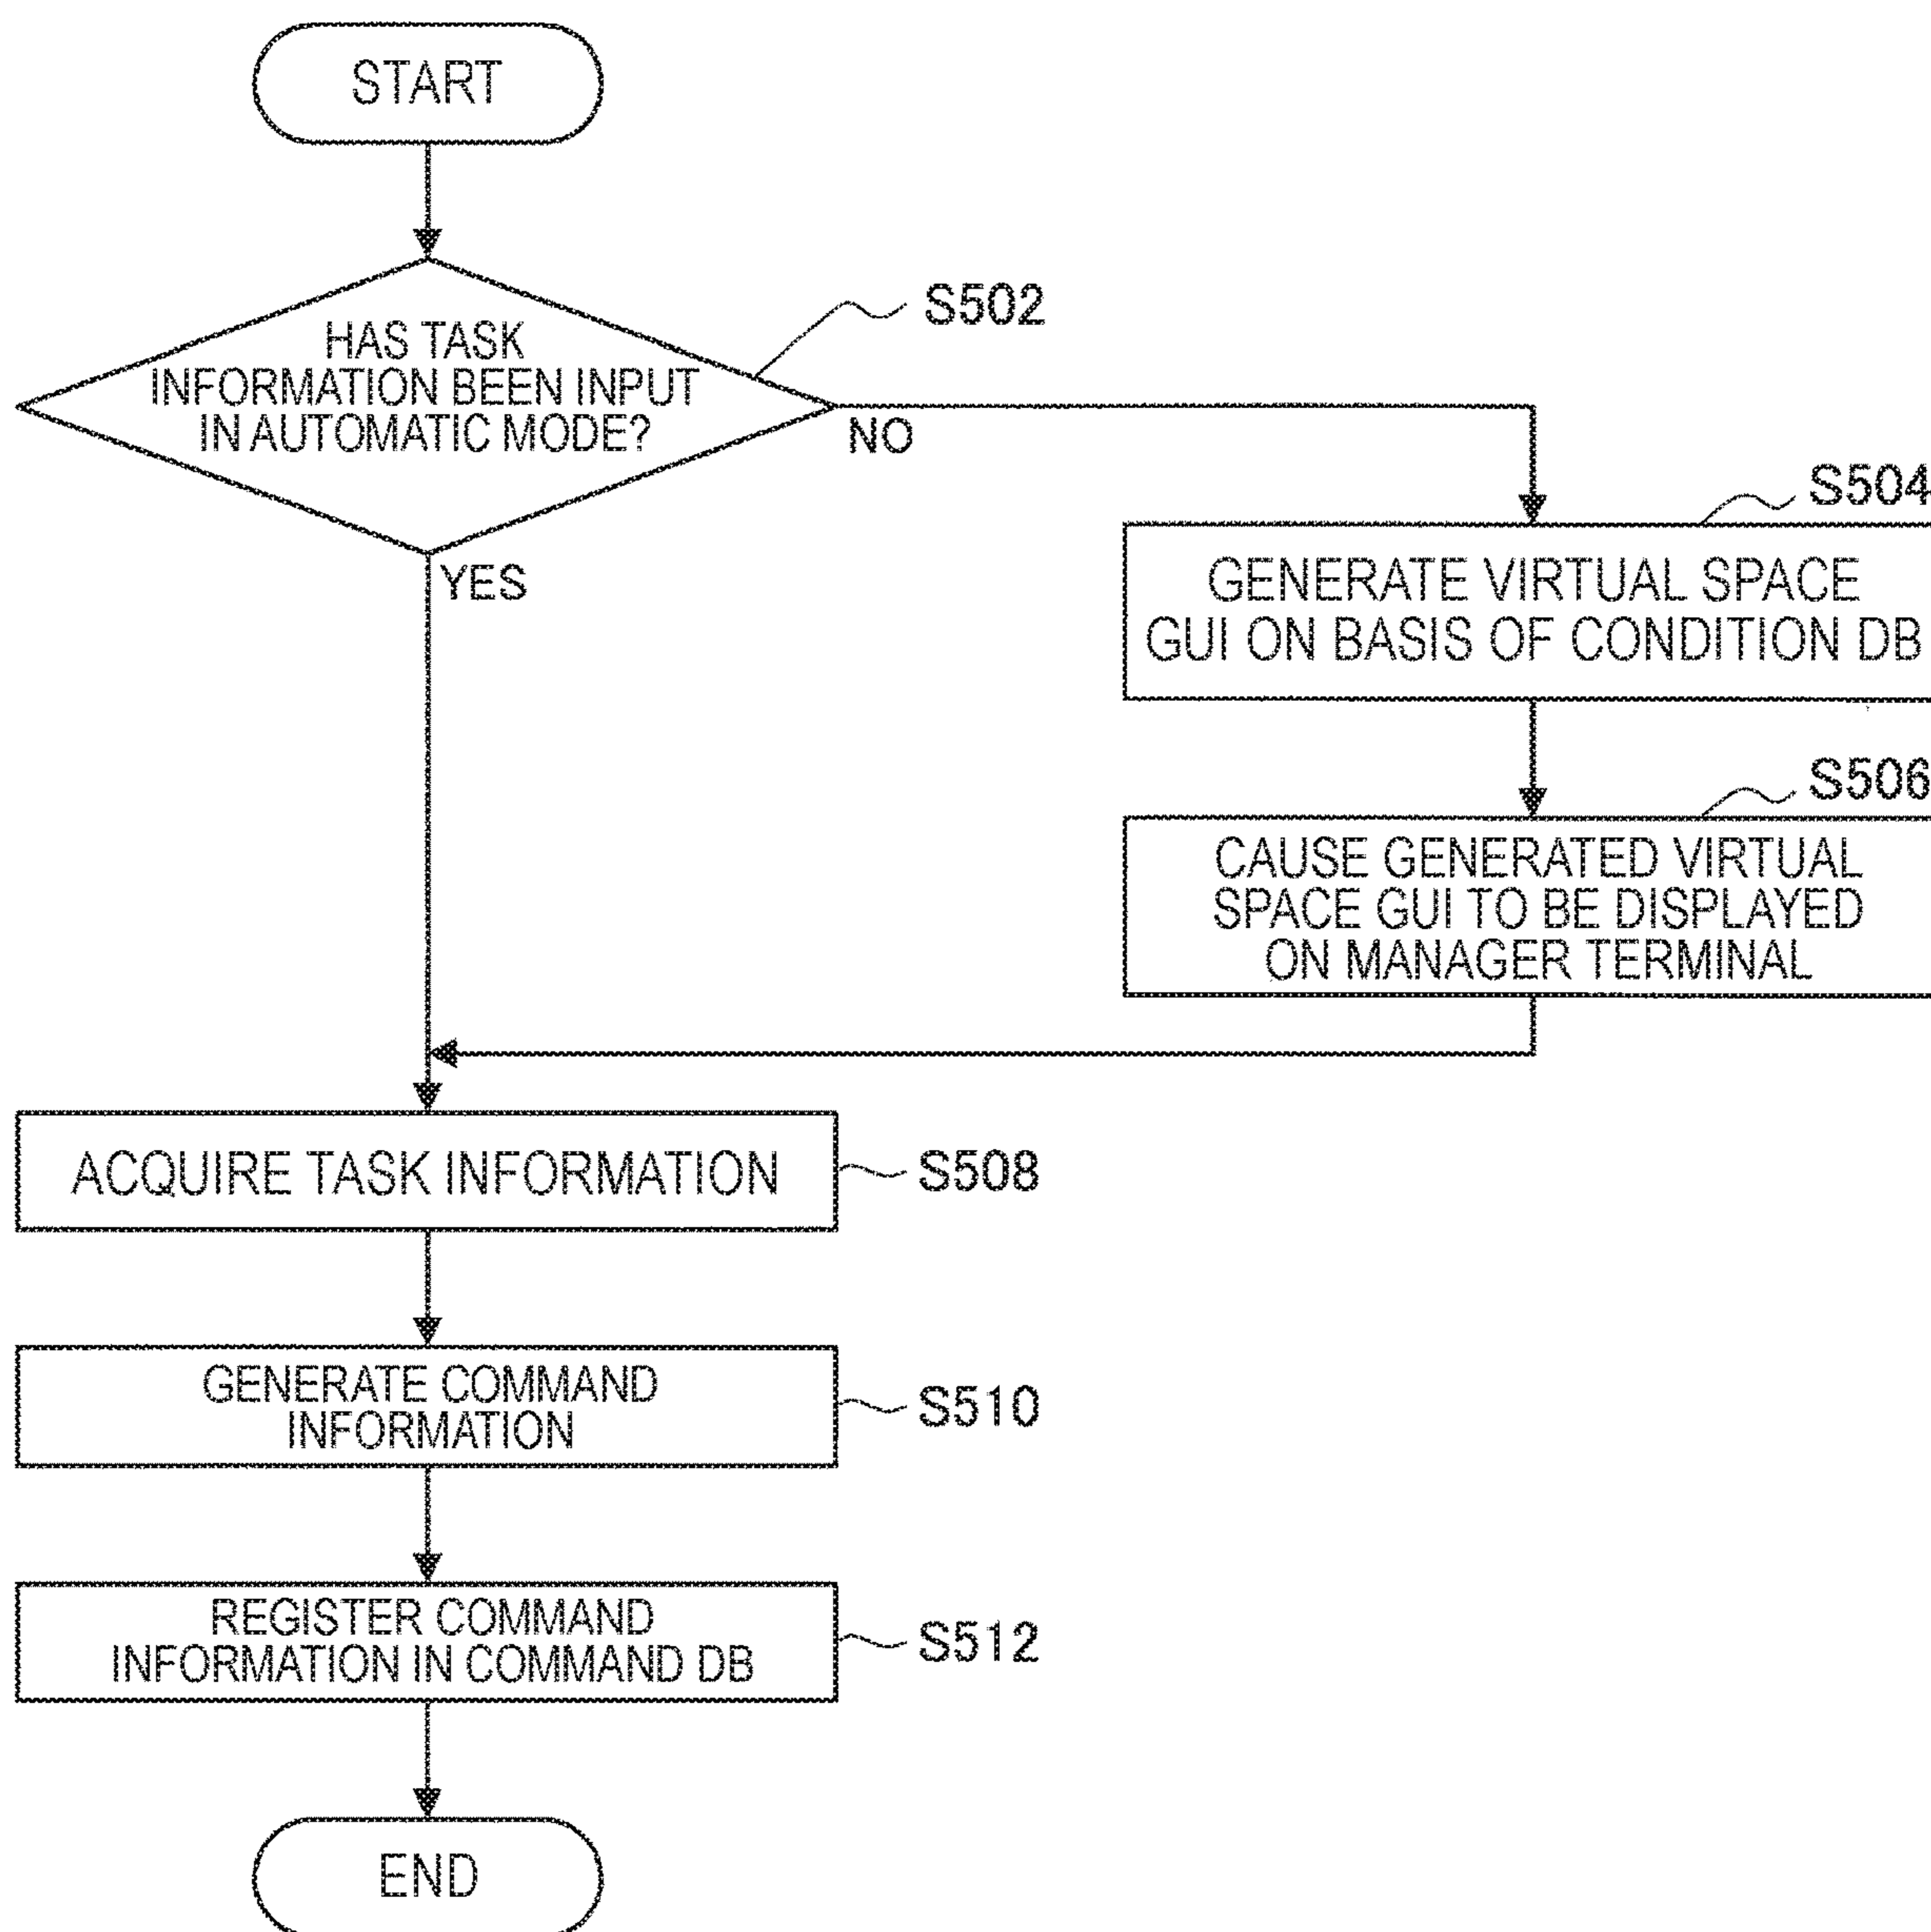 START
HAS TASK
INFORMATION BEEN INPUT
IN AUTOMATIC MODE?
S502
NO
YES
S504
GENERATE VIRTUAL SPACE
GUI ON BASIS OF CONDITION DB
S506
CAUSE GENERATED VIRTUAL
SPACE GUI TO BE DISPLAYED
ON MANAGER TERMINAL
ACQUIRE TASK INFORMATION
S508
GENERATE COMMAND
INFORMATION
S510
REGISTER COMMAND
INFORMATION IN COMMAND DB
S512
END